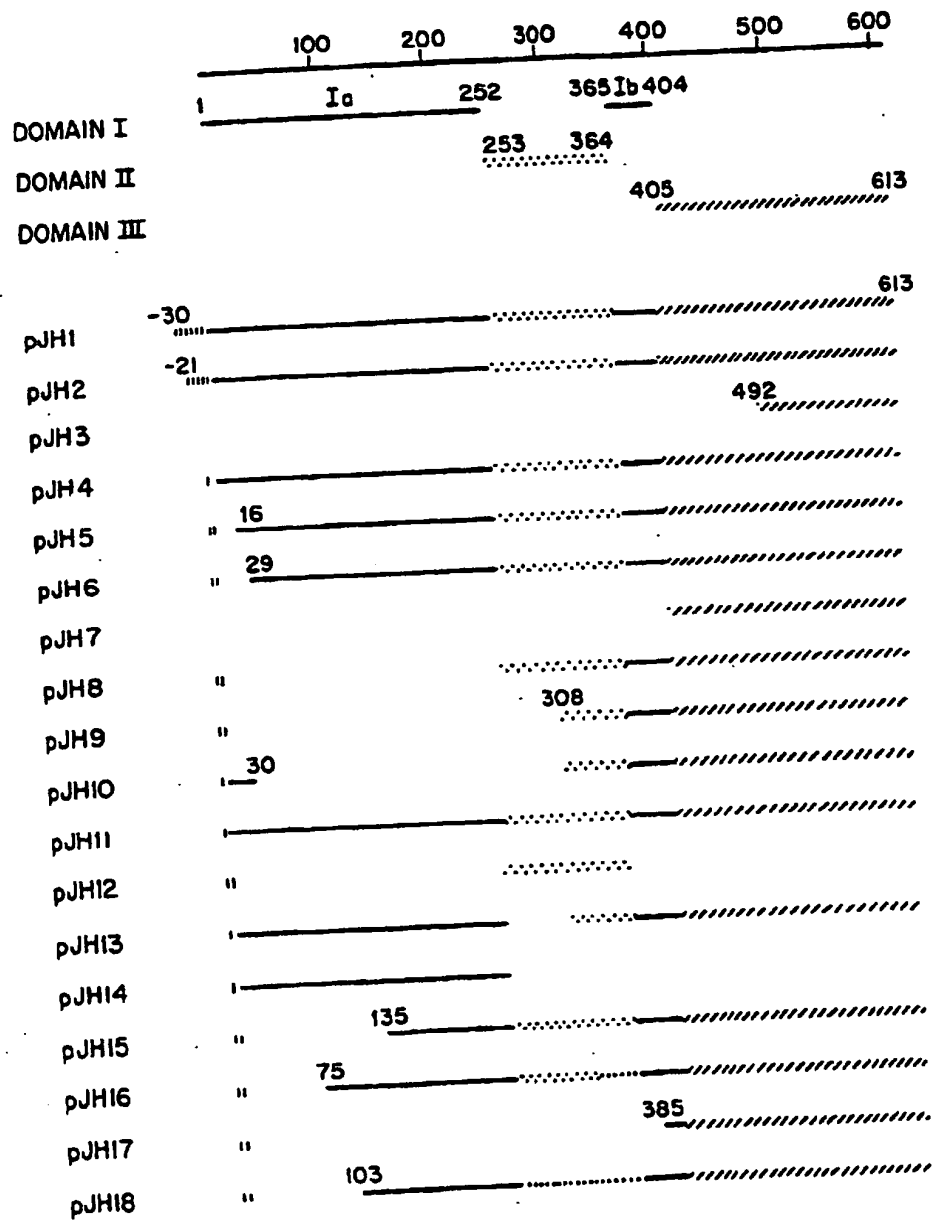 100 200 300 400 500 600
DOMAIN I 1 Ia 252 365 Ib 404
DOMAIN II 253 364
DOMAIN III 405 613
pJH1 -30 613
pJH2 -21
pJH3 492
pJH4
pJH5 16
pJH6 29
pJH7
pJH8
pJH9 308
pJH10 30
pJH11
pJH12
pJH13
pJH14
pJH15 135
pJH16 75
pJH17 385
pJH18 103